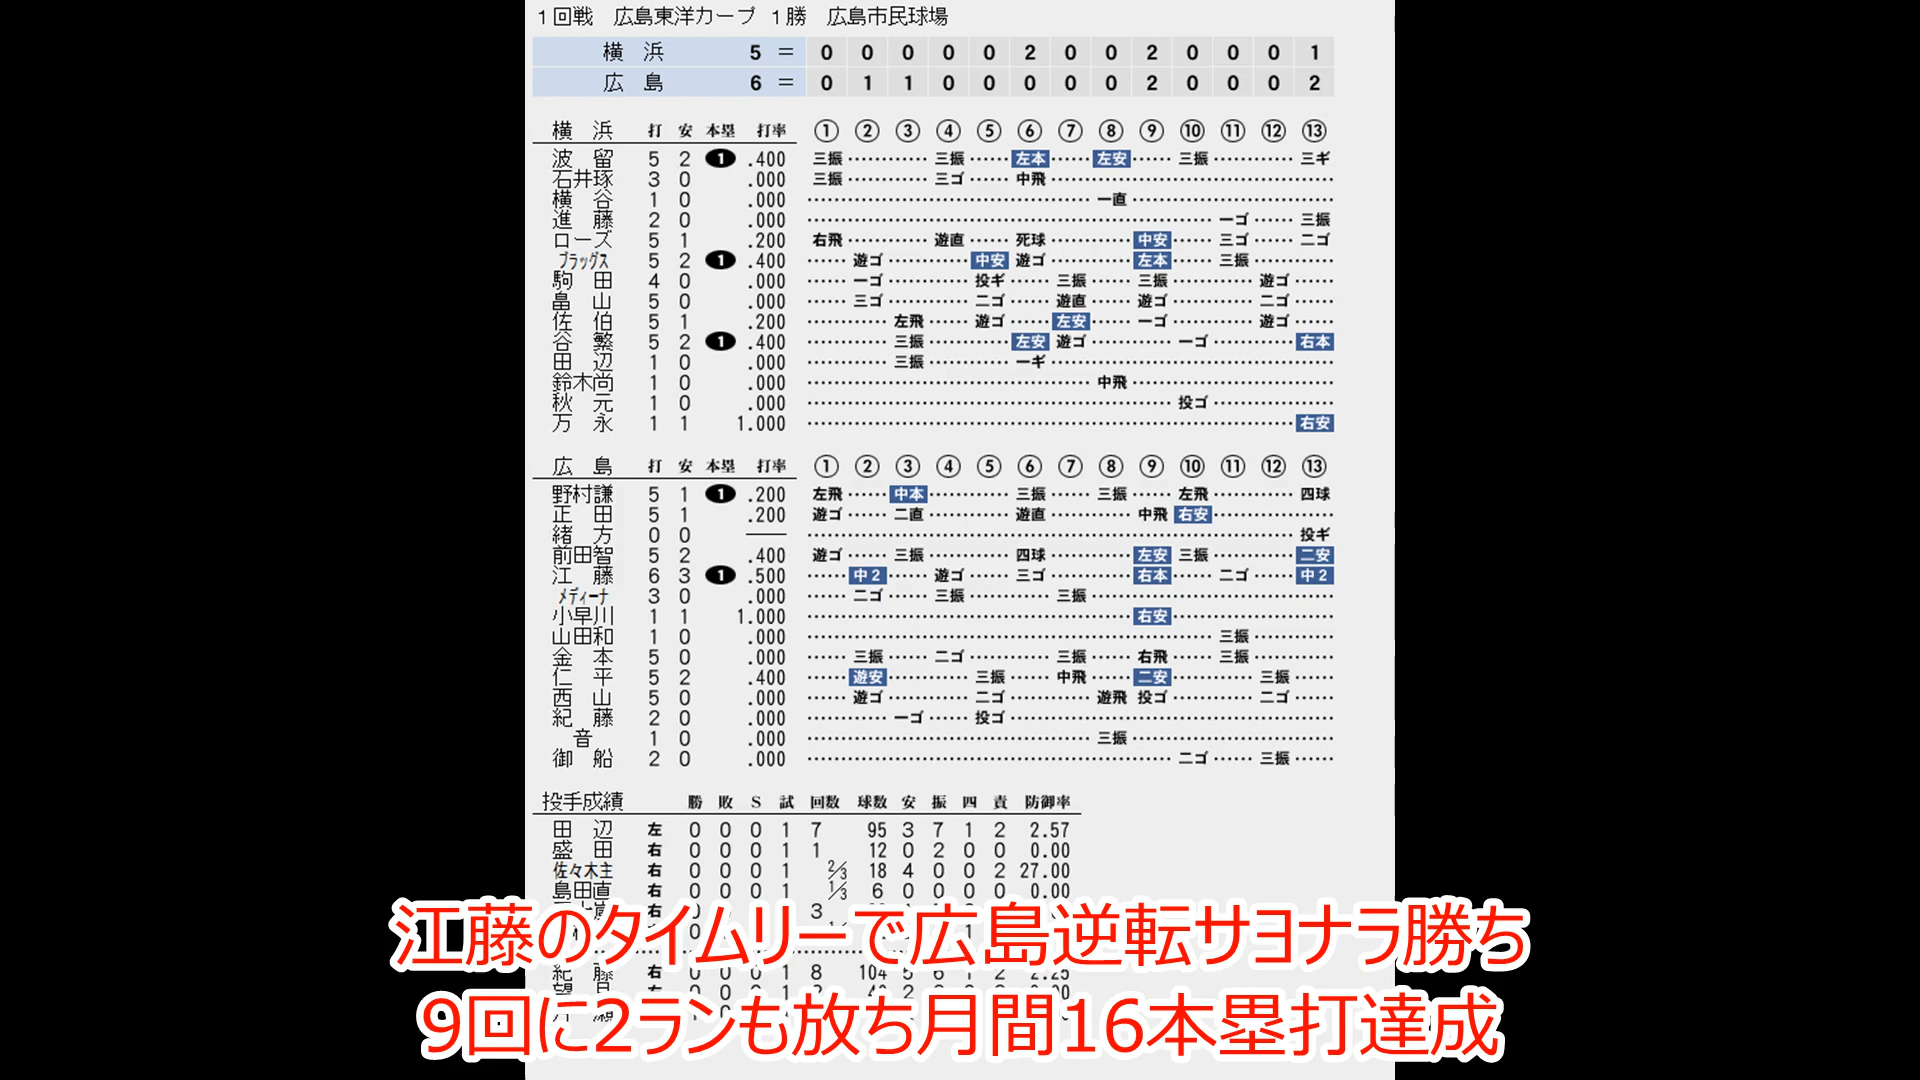 1回戦 広島東洋カープ 1勝 広島市民球場
横浜 5 = 0 0 0 0 0 2 0 0 2 0 0 0 1
広島 6 = 0 1 1 0 0 0 0 0 2 0 0 0 2
横浜 打 安 本塁 打率 ① ② ③ ④ ⑤ ⑥ ⑦ ⑧ ⑨ ⑩ ⑪ ⑫ ⑬
波留 5 2 1 .400 三振 三振 左本 左安 三振 三ギ
石井琢 3 0 .000 三振 三ゴ 中飛
横谷 1 0 .000 一直
進藤 2 0 .000 一ゴ 三振
ローズ 5 1 .200 右飛 遊直 死球 中安 三ゴ 二ゴ
ブラッグス 5 2 1 .400 遊ゴ 中安 遊ゴ 左本 三振
駒田 4 0 .000 一ゴ 投ギ 三振 三振 遊ゴ
畠山 5 0 .000 三ゴ 二ゴ 遊直 遊ゴ 二ゴ
佐伯 5 1 .200 左飛 遊ゴ 左安 一ゴ 遊ゴ
谷繁 5 2 1 .400 三振 左安 遊ゴ 一ゴ 右本
田辺 1 0 .000 三振 一ギ
鈴木尚 1 0 .000 中飛
秋元 1 0 .000 投ゴ
万永 1 1 1.000 右安
広島 打 安 本塁 打率 ① ② ③ ④ ⑤ ⑥ ⑦ ⑧ ⑨ ⑩ ⑪ ⑫ ⑬
野村謙 5 1 1 .200 左飛 中本 三振 三振 左飛 四球
正田 5 1 .200 遊ゴ 二直 遊直 中飛 右安
緒方 0 0 ── 投ギ
前田智 5 2 .400 遊ゴ 三振 四球 左安 三振 二安
江藤 6 3 1 .500 中2 遊ゴ 三ゴ 右本 二ゴ 中2
メディーナ 3 0 .000 二ゴ 三振 三振
小早川 1 1 1.000 右安
山田和 1 0 .000 三振
金本 5 0 .000 三振 二ゴ 三振 右飛 三振
仁平 5 2 .400 遊安 三振 中飛 二安 三振
西山 5 0 .000 遊ゴ 二ゴ 遊飛 投ゴ 二ゴ
紀藤 2 0 .000 一ゴ 投ゴ
音 1 0 .000 三振
御船 2 0 .000 二ゴ 三振
投手成績 勝 敗 S 試 回数 球数 安 振 四 責 防御率
田辺 左 0 0 0 1 7 95 3 7 1 2 2.57
盛田 右 0 0 0 1 1 12 0 2 0 0 0.00
佐々木主 右 0 0 0 1 2/3 18 4 0 0 2 27.00
島田直 右 0 0 0 1 1/3 6 0 0 0 0 0.00
江藤のタイムリーで広島逆転サヨナラ勝ち
紀藤 右 0 0 0 1 8 104 5 6 1 2 2.25
9回に2ランも放ち月間16本塁打達成